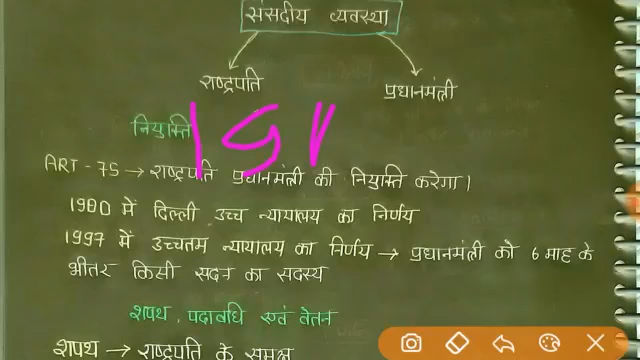 संसदीय व्यवस्था
राष्ट्रपति प्रधानमंत्री
नियुक्ति
ART-75 → राष्ट्रपति प्रधानमंत्री की नियुक्ति करेगा।
1980 में दिल्ली उच्च न्यायालय का निर्णय
1997 में उच्चतम न्यायालय का निर्णय → प्रधानमंत्री को 6 माह के
भीतर किसी सदन का सदस्य
शपथ, पदावधि एवं वेतन
शपथ → राष्ट्रपति के समक्ष